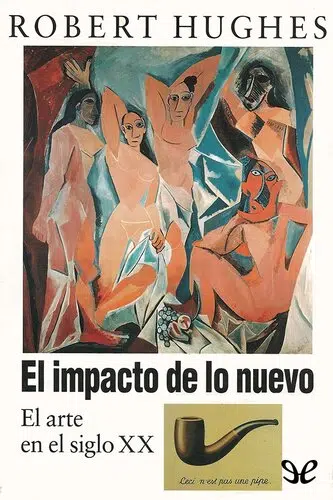 ROBERT HUGHES
El impacto de lo nuevo
El arte
en el siglo XX
Ceci n'est pas une pipe.